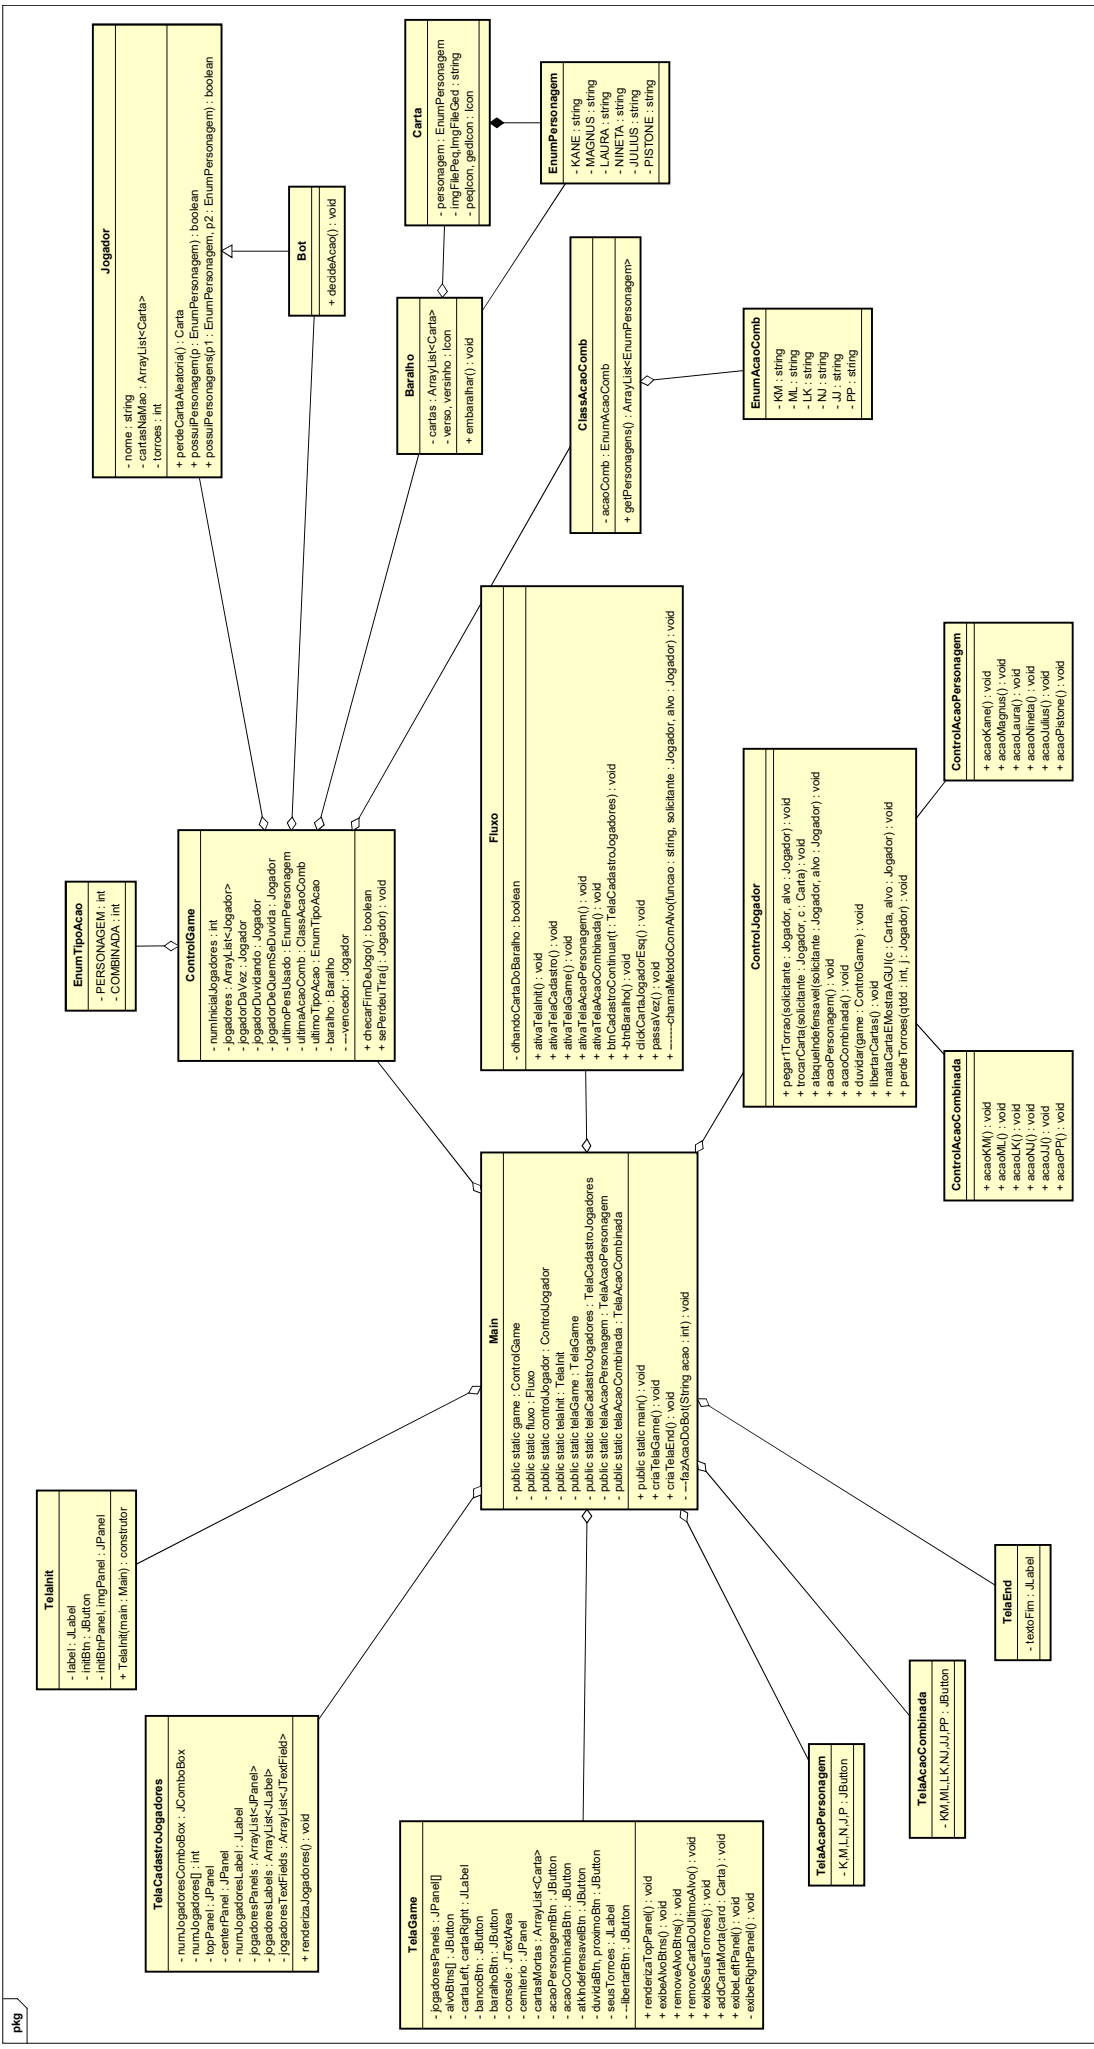 pkg
TelaInit
- label : JLabel
- initBtn : JButton
- initBtnPanel, imgPanel : JPanel
+ TelaInit(main : Main) : construtor
TelaCadastroJogadores
- numJogadoresComboBox : JComboBox
- numJogadores[] : int
- topPanel : JPanel
- centerPanel : JPanel
- numJogadoresLabel : JLabel
- jogadoresPanels : ArrayList<JPanel>
- jogadoresLabels : ArrayList<JLabel>
- jogadoresTextFields : ArrayList<JTextField>
+ renderizaJogadores() : void
TelaGame
- jogadoresPanels : JPanel[]
- alvoBtns[] : JButton
- cartaLeft, cartaRight : JLabel
- bancoBtn : JButton
- baralhoBtn : JButton
- console : JTextArea
- cemiterio : JPanel
- cartasMortas : ArrayList<Carta>
- acaoPersonagemBtn : JButton
- acaoCombinadaBtn : JButton
- atkIndefensavelBtn : JButton
- duvidaBtn, proximoBtn : JButton
- seusTorroes : JLabel
- --libertarBtn : JButton
+ renderizaTopPanel() : void
+ exibeAlvoBtns() : void
+ removeAlvoBtns() : void
+ removeCartaDoUltimoAlvo() : void
+ exibeSeusTorroes() : void
+ addCartaMorta(card : Carta) : void
+ exibeLeftPanel() : void
- exibeRightPanel() : void
TelaAcaoPersonagem
- K,M,L,N,J,P : JButton
TelaAcaoCombinada
- KM,ML,LK,NJ,JJ,PP : JButton
TelaEnd
- textoFim : JLabel
Main
- public static game : ControlGame
- public static fluxo : Fluxo
- public static controlJogador : ControlJogador
- public static telaInit : TelaInit
- public static telaGame : TelaGame
- public static telaCadastroJogadores : TelaCadastroJogadores
- public static telaAcaoPersonagem : TelaAcaoPersonagem
- public static telaAcaoCombinada : TelaAcaoCombinada
+ public static main() : void
+ criaTelaGame() : void
+ criaTelaEnd() : void
- ---fazAcaoDoBot(String acao : int) : void
EnumTipoAcao
- PERSONAGEM : int
- COMBINADA : int
ControlGame
- numInicialJogadores : int
- jogadores : ArrayList<Jogador>
- jogadorDaVez : Jogador
- jogadorDuvidando : Jogador
- jogadorDeQuemSeDuvida : Jogador
- ultimoPersUsado : EnumPersonagem
- ultimaAcaoComb : ClassAcaoComb
- ultimoTipoAcao : EnumTipoAcao
- baralho : Baralho
- ---vencedor : Jogador
+ checarFimDeJogo() : boolean
+ sePerdeuTira(j : Jogador) : void
Fluxo
- olhandoCartaDoBaralho : boolean
+ ativaTelaInit() : void
+ ativaTelaCadastro() : void
+ ativaTelaGame() : void
+ ativaTelaAcaoPersonagem() : void
+ ativaTelaAcaoCombinada() : void
+ btnCadastroContinuar(t : TelaCadastroJogadores) : void
+ -btnBaralho() : void
+ clickCartaJogadorEsq() : void
+ passaVez() : void
+ -------chamaMetodoComAlvo(funcao : string, solicitante : Jogador, alvo : Jogador) : void
ControlJogador
+ pegar1Torrao(solicitante : Jogador, alvo : Jogador) : void
+ trocarCarta(solicitante : Jogador, c : Carta) : void
+ ataqueIndefensavel(solicitante : Jogador, alvo : Jogador) : void
+ acaoPersonagem() : void
+ acaoCombinada() : void
+ duvidar(game : ControlGame) : void
+ libertarCartas() : void
+ mataCartaEMostraAGUI(c : Carta, alvo : Jogador) : void
+ perdeTorroes(qtdd : int, j : Jogador) : void
ControlAcaoCombinada
+ acaoKM() : void
+ acaoML() : void
+ acaoLK() : void
+ acaoNJ() : void
+ acaoJJ() : void
+ acaoPP() : void
ControlAcaoPersonagem
+ acaoKane() : void
+ acaoMagnus() : void
+ acaoLaura() : void
+ acaoNineta() : void
+ acaoJulius() : void
+ acaoPistone() : void
Jogador
- nome : string
- cartasNaMao : ArrayList<Carta>
- torroes : int
+ perdeCartaAleatoria() : Carta
+ possuiPersonagem(p : EnumPersonagem) : boolean
+ possuiPersonagens(p1 : EnumPersonagem, p2 : EnumPersonagem) : boolean
Bot
+ decideAcao() : void
Baralho
- cartas : ArrayList<Carta>
- verso, versinho : Icon
+ embaralhar() : void
Carta
- personagem : EnumPersonagem
- imgFilePeq,ImgFileGed : string
- peqIcon, gedIcon : Icon
EnumPersonagem
- KANE : string
- MAGNUS : string
- LAURA : string
- NINETA : string
- JULIUS : string
- PISTONE : string
ClassAcaoComb
- acaoComb : EnumAcaoComb
+ getPersonagens() : ArrayList<EnumPersonagem>
EnumAcaoComb
- KM : string
- ML : string
- LK : string
- NJ : string
- JJ : string
- PP : string